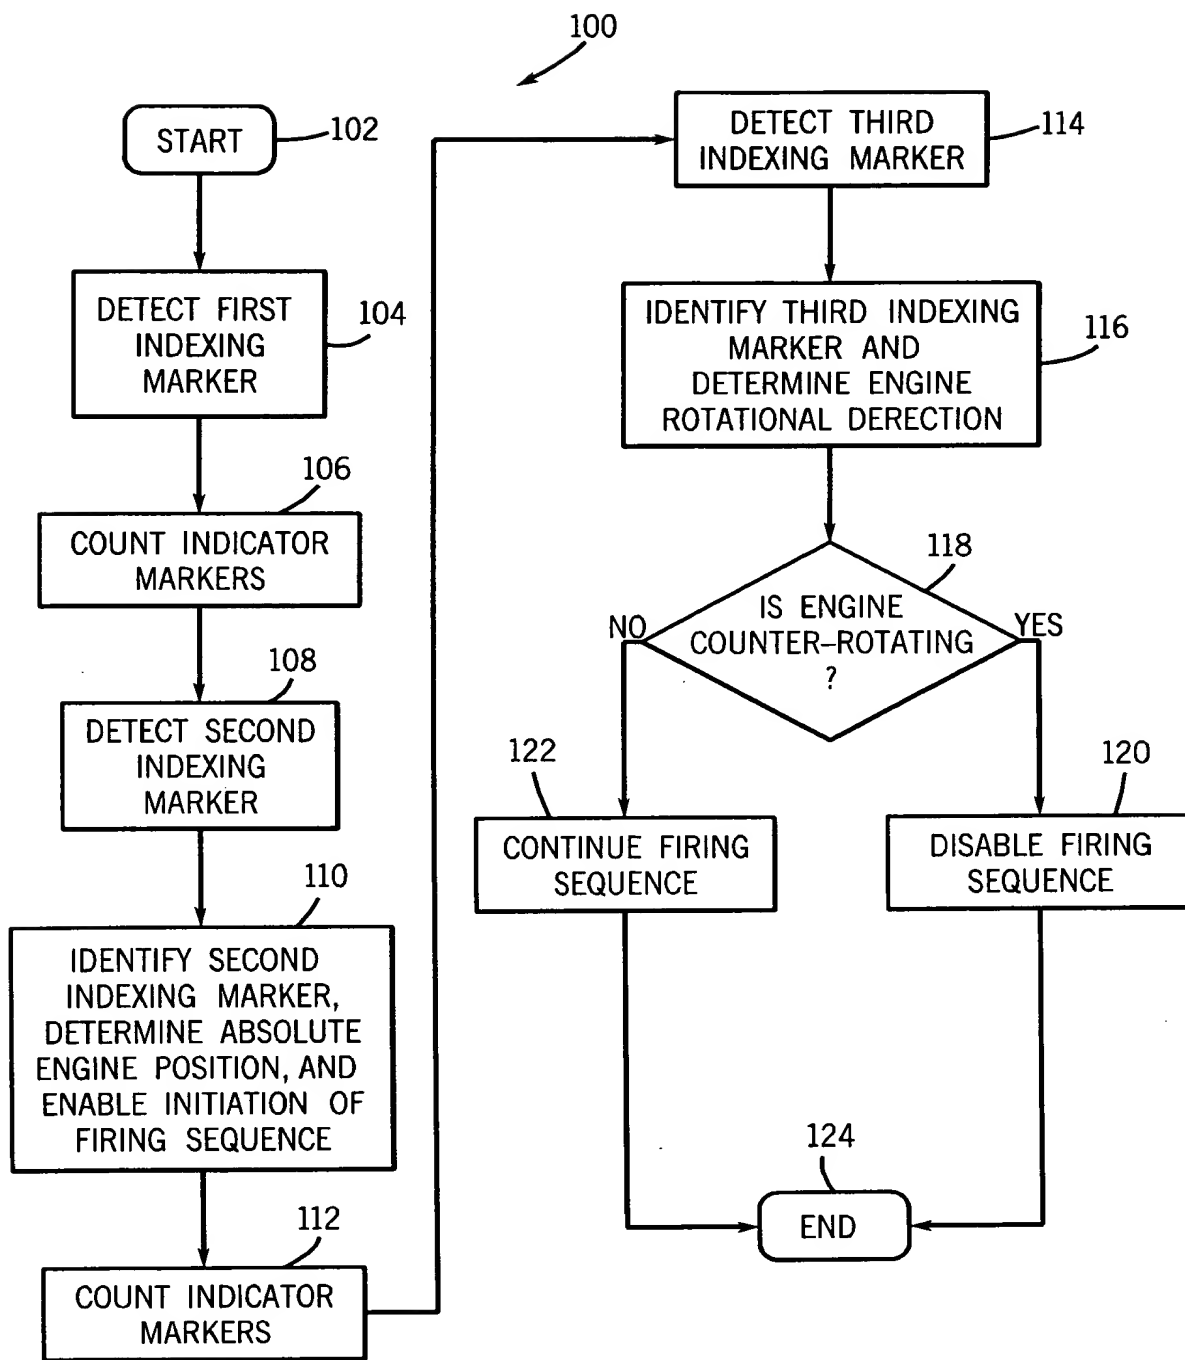 100
START
102
DETECT FIRST
INDEXING
MARKER
104
106
COUNT INDICATOR
MARKERS
108
DETECT SECOND
INDEXING
MARKER
110
IDENTIFY SECOND
INDEXING MARKER,
DETERMINE ABSOLUTE
ENGINE POSITION, AND
ENABLE INITIATION OF
FIRING SEQUENCE
112
COUNT INDICATOR
MARKERS
DETECT THIRD
INDEXING MARKER
114
IDENTIFY THIRD INDEXING
MARKER AND
DETERMINE ENGINE
ROTATIONAL DERECTION
116
118
IS ENGINE
COUNTER-ROTATING
?
NO
YES
122
CONTINUE FIRING
SEQUENCE
120
DISABLE FIRING
SEQUENCE
124
END